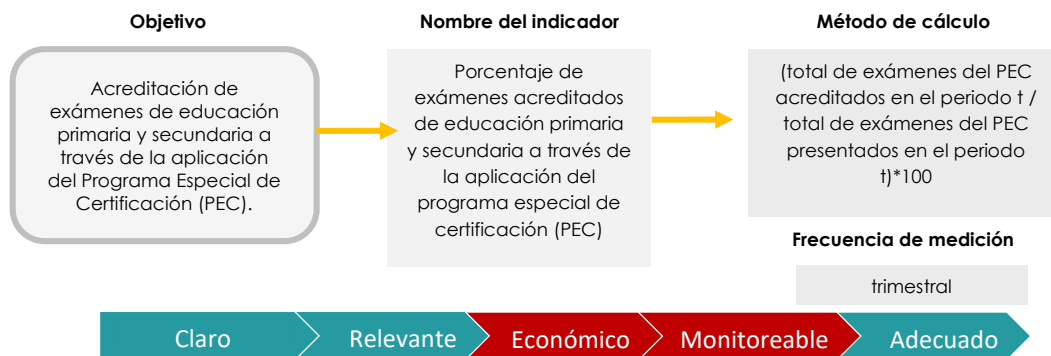 Objetivo
Acreditación de
exámenes de educación
primaria y secundaria a
través de la aplicación
del Programa Especial de
Certificación (PEC).
Nombre del indicador
Porcentaje de
exámenes acreditados
de educación primaria
y secundaria a través de
la aplicación del
programa especial de
certificación (PEC)
Método de cálculo
(total de exámenes del PEC
acreditados en el periodo t /
total de exámenes del PEC
presentados en el periodo
t)*100
Frecuencia de medición
trimestral
Claro
Relevante
Económico
Monitoreable
Adecuado